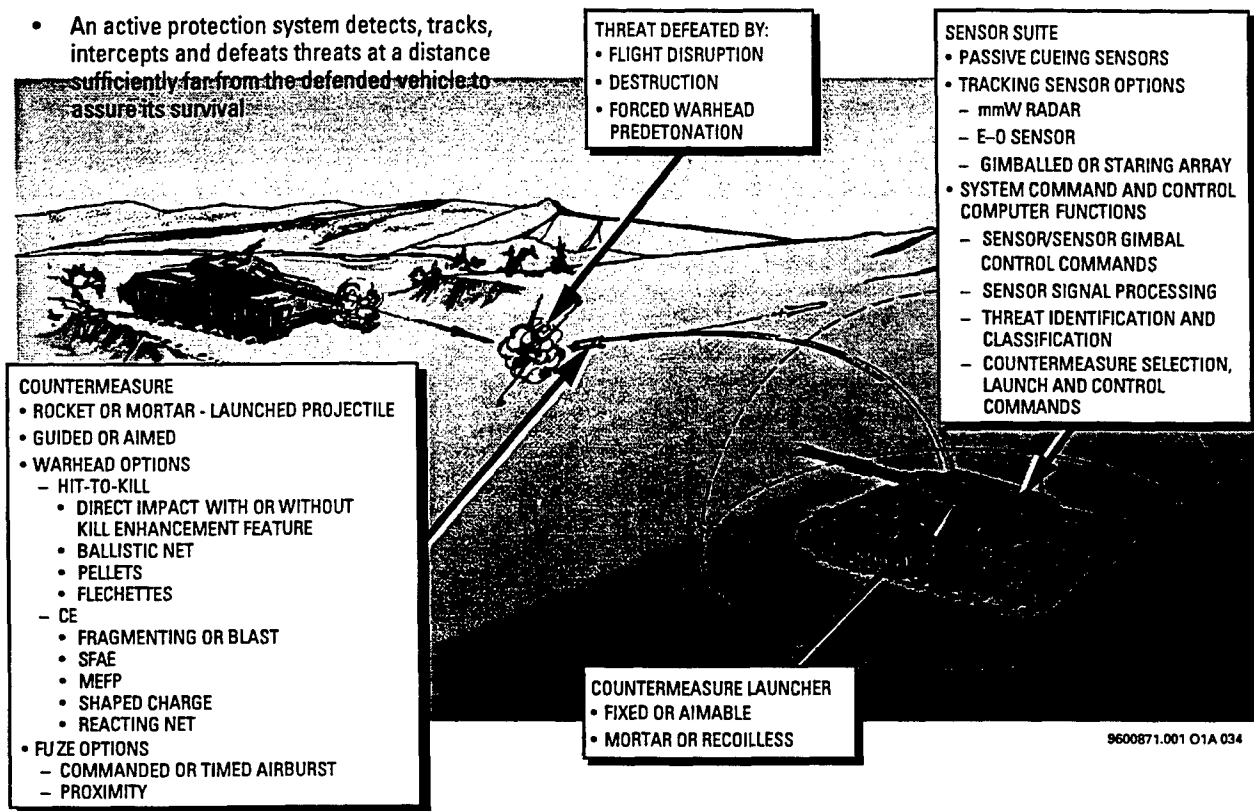 • An active protection system detects, tracks,
intercepts and defeats threats at a distance
sufficiently far from the defended vehicle to
assure its survival
THREAT DEFEATED BY:
• FLIGHT DISRUPTION
• DESTRUCTION
• FORCED WARHEAD
PREDETONATION
SENSOR SUITE
• PASSIVE CUEING SENSORS
• TRACKING SENSOR OPTIONS
– mmW RADAR
– E–O SENSOR
– GIMBALLED OR STARING ARRAY
• SYSTEM COMMAND AND CONTROL
COMPUTER FUNCTIONS
– SENSOR/SENSOR GIMBAL
CONTROL COMMANDS
– SENSOR SIGNAL PROCESSING
– THREAT IDENTIFICATION AND
CLASSIFICATION
– COUNTERMEASURE SELECTION,
LAUNCH AND CONTROL
COMMANDS
COUNTERMEASURE
• ROCKET OR MORTAR - LAUNCHED PROJECTILE
• GUIDED OR AIMED
• WARHEAD OPTIONS
– HIT-TO-KILL
• DIRECT IMPACT WITH OR WITHOUT
KILL ENHANCEMENT FEATURE
• BALLISTIC NET
• PELLETS
• FLECHETTES
– CE
• FRAGMENTING OR BLAST
• SFAE
• MEFP
• SHAPED CHARGE
• REACTING NET
• FUZE OPTIONS
– COMMANDED OR TIMED AIRBURST
– PROXIMITY
COUNTERMEASURE LAUNCHER
• FIXED OR AIMABLE
• MORTAR OR RECOILLESS
9600871.001 O1A 034